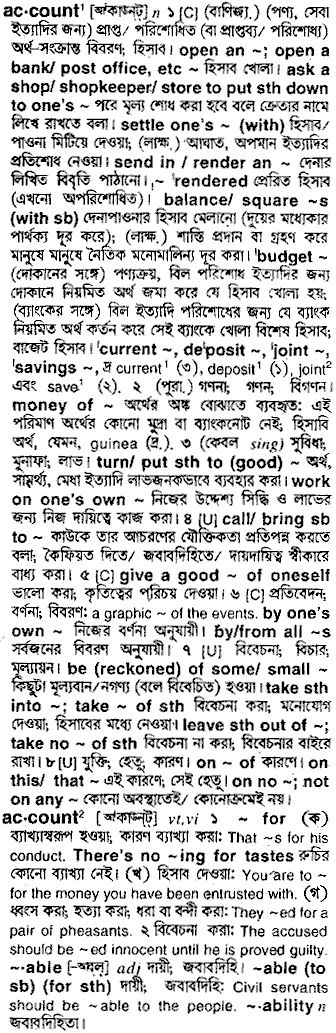 ac·count¹ [অ্যাকাউন্ট্] n ১ [C] (বাণিজ্য.) (পণ্য, সেবা
ইত্যাদির জন্য) প্রাপ্ত/ পরিশোধিত (বা প্রাপ্তব্য/ পরিশোধ্য)
অর্থ-সংক্রান্ত বিবরণ; হিসাব। open an ~; open a
bank/ post office, etc ~ হিসাব খোলা। ask a
shop/ shopkeeper/ store to put sth down
to one's ~ পরে মূল্য শোধ করা হবে বলে ক্রেতার নামে
লিখে রাখতে বলা। settle one's ~ (with) হিসাব/
পাওনা মিটিয়ে দেওয়া; (লাক্ষ.) আঘাত, অপমান ইত্যাদির
প্রতিশোধ নেওয়া। send in / render an ~ দেনার
লিখিত বিবৃতি পাঠানো। ~ rendered প্রেরিত হিসাব
(এখনো অপরিশোধিত)। balance/ square ~s
(with sb) দেনাপাওনার হিসাব মেলানো (দুয়ের মধ্যেকার
পার্থক্য দূর করে); (লাক্ষ.) শাস্তি প্রদান বা গ্রহণ করে
মানুষে মানুষে নৈতিক মনোমালিন্য দূর করা। ˈbudget ~
(দোকানের সঙ্গে) পণ্যক্রয়, বিল পরিশোধ ইত্যাদির জন্য
দোকানে নিয়মিত অর্থ জমা করে যে হিসাব খোলা হয়;
(ব্যাংকের সঙ্গে) বিল ইত্যাদি পরিশোধের জন্য যে ব্যাংক
নিয়মিত অর্থ কর্তন করে সেই ব্যাংকে খোলা বিশেষ হিসাব;
বাজেট হিসাব। ˈcurrent ~, deˈposit ~, ˈjoint ~,
ˈsavings ~, দ্র current¹ (৩), deposit¹ (১), joint²
এবং save¹ (২). ২ (পুরা.) গণনা; গণন; বিগণন।
money of ~ অর্থের অঙ্ক বোঝাতে ব্যবহৃত: এই
পরিমাণ অর্থের কোনো মুদ্রা বা ব্যাংকনোট নেই; হিসাবি
অর্থ, যেমন, guinea (দ্র.). ৩ (কেবল sing) সুবিধা;
মুনাফা; লাভ। turn/ put sth to (good) ~ অর্থ,
সামর্থ্য, মেধা ইত্যাদি লাভজনকভাবে ব্যবহার করা। work
on one's own ~ নিজের উদ্দেশ্য সিদ্ধি ও লাভের
জন্য নিজ দায়িত্বে কাজ করা। ৪ [U] call/ bring sb
to ~ কাউকে তার আচরণের যৌক্তিকতা প্রতিপন্ন করতে
বলা; কৈফিয়ত দিতে/ জবাবদিহিতে/ দায়দায়িত্ব স্বীকারে
বাধ্য করা। ৫ [C] give a good ~ of oneself
ভালো করা; কৃতিত্বের পরিচয় দেওয়া। ৬ [C] প্রতিবেদন;
বর্ণনা; বিবরণ: a graphic ~ of the events. by one's
own ~ নিজের বর্ণনা অনুযায়ী। by/from all ~s
সর্বজনের বিবরণ অনুযায়ী। ৭ [U] বিবেচনা; বিচার;
মূল্যায়ন। be (reckoned) of some/ small ~
কিছুটা মূল্যবান/ নগণ্য (বলে বিবেচিত) হওয়া। take sth
into ~; take ~ of sth বিবেচনা করা; মনোযোগ
দেওয়া; হিসাবের মধ্যে নেওয়া। leave sth out of ~;
take no ~ of sth বিবেচনা না করা; বিবেচনার বাইরে
রাখা। ৮ [U] যুক্তি; হেতু; কারণ। on ~ of কারণে। on
this/ that ~ এই কারণে; সেই হেতু। on no ~; not
on any ~ কোনো অবস্থাতেই/ কোনোক্রমেই নয়।
ac·count² [অ্যাকাউন্ট্] vt,vi ১ ~ for (ক)
ব্যাখ্যাস্বরূপ হওয়া; কারণ ব্যাখ্যা করা: That ~s for his
conduct. There's no ~ing for tastes রুচির
কোনো ব্যাখ্যা নেই। (খ) হিসাব দেওয়া: You are to ~
for the money you have been entrusted with. (গ)
ধ্বংস করা; হত্যা করা; ধরা বা বন্দী করা: They ~ed for a
pair of pheasants. ২ বিবেচনা করা: The accused
should be ~ed innocent until he is proved guilty.
~·able [-অব্‌ল্] adj দায়ী; জবাবদিহি। ~able (to
sb) (for sth) দায়ী; জবাবদিহি: Civil servants
should be ~able to the people. ~·ability n
জবাবদিহিতা।